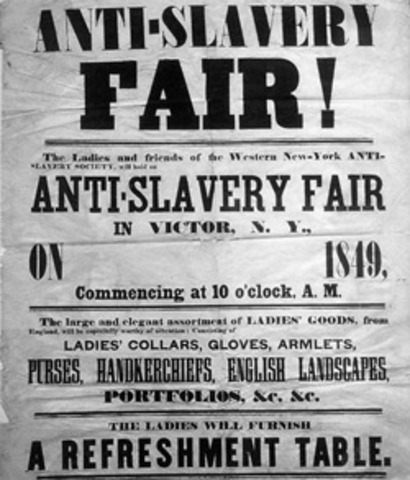 ANTI-SLAVERY
FAIR!
The Ladies and friends of the Western New-York ANTI-
SLAVERY SOCIETY, will hold an
ANTI-SLAVERY FAIR
IN VICTOR, N. Y.,
ON 1849,
Commencing at 10 o'clock, A. M.
The large and elegant assortment of LADIES' GOODS, from
England, will be especially worthy of attention: Consisting of
LADIES' COLLARS, GLOVES, ARMLETS,
PURSES, HANDKERCHIEFS, ENGLISH LANDSCAPES,
PORTFOLIOS, &c. &c.
THE LADIES WILL FURNISH
A REFRESHMENT TABLE.